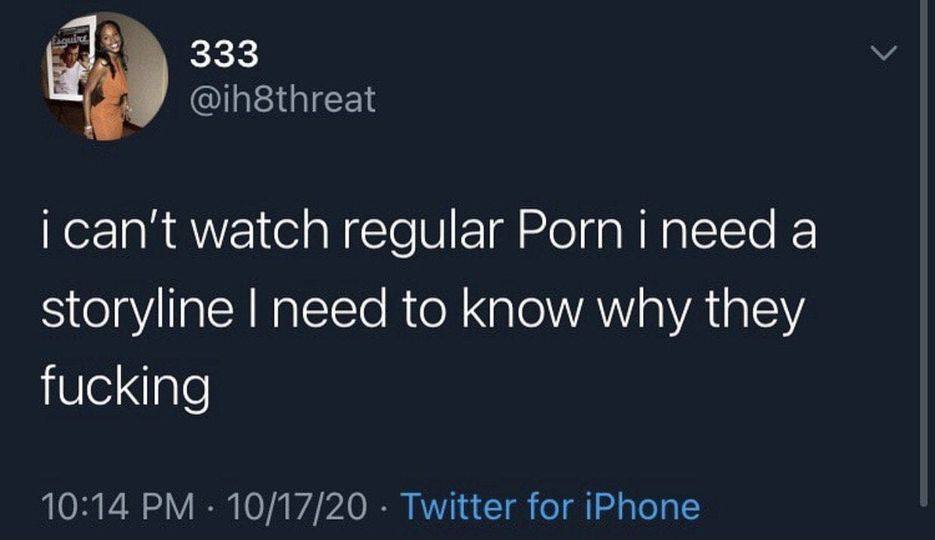 333
@ih8threat
i can't watch regular Porn i need a
storyline I need to know why they
fucking
10:14 PM · 10/17/20 · Twitter for iPhone
Esquire